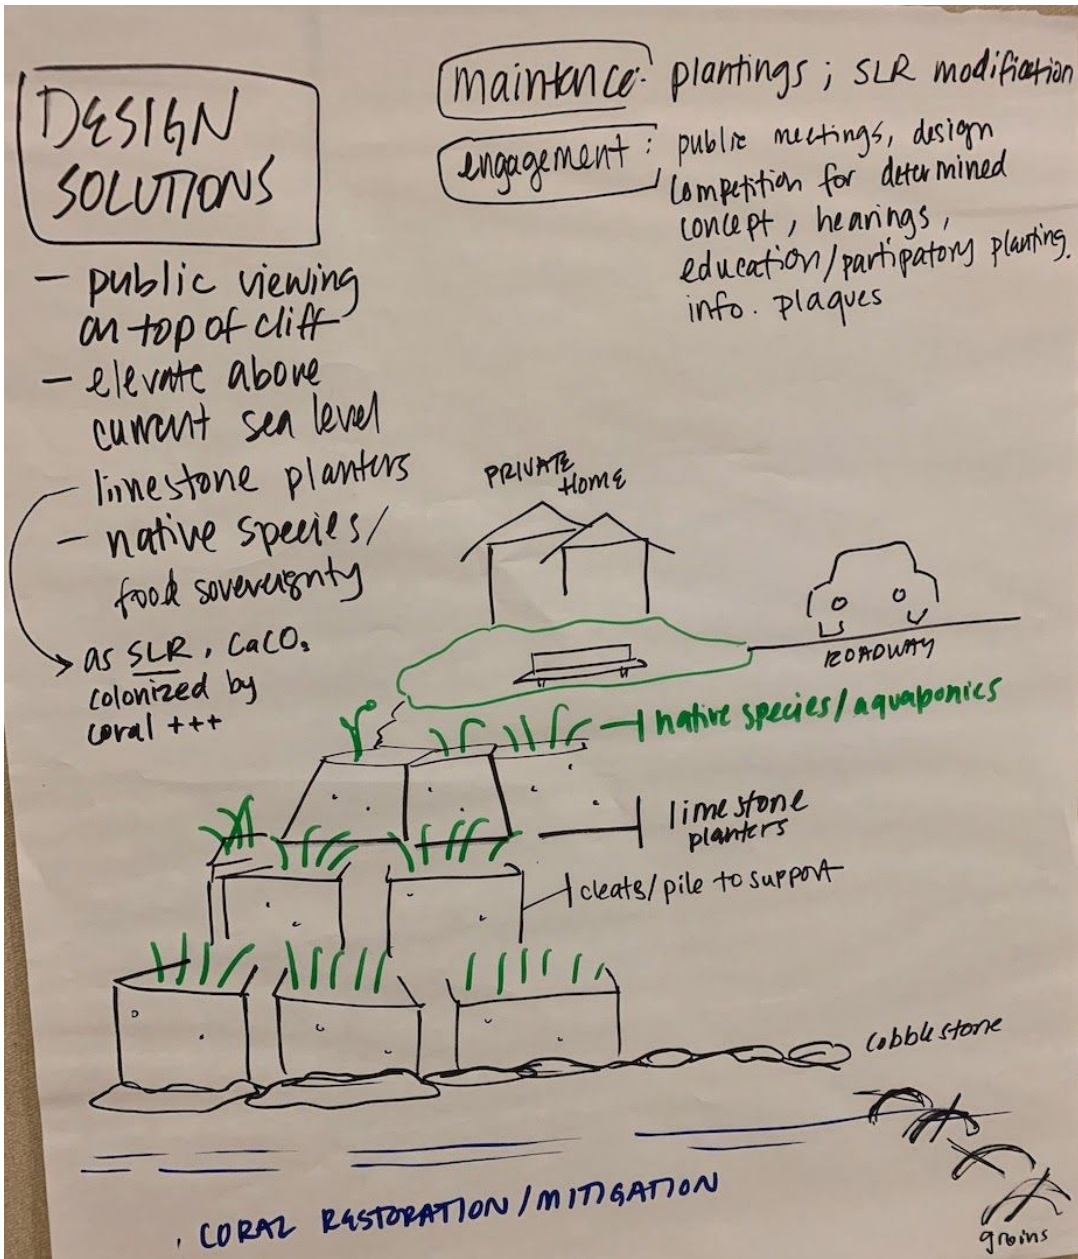 DESIGN
SOLUTIONS
- public viewing
on top of cliff
- elevate above
current sea level
- limestone planters
- native species/
food sovereignty
as SLR, CaCO₃
colonized by
coral +++
maintence: plantings ; SLR modification
engagement: public meetings, design
competition for determined
concept, hearings,
education/partipatory planting.
info. plaques
PRIVATE
HOME
ROADWAY
native species/aquaponics
limestone
planters
cleats/pile to support
cobblestone
CORAL RESTORATION/MITIGATION
groins